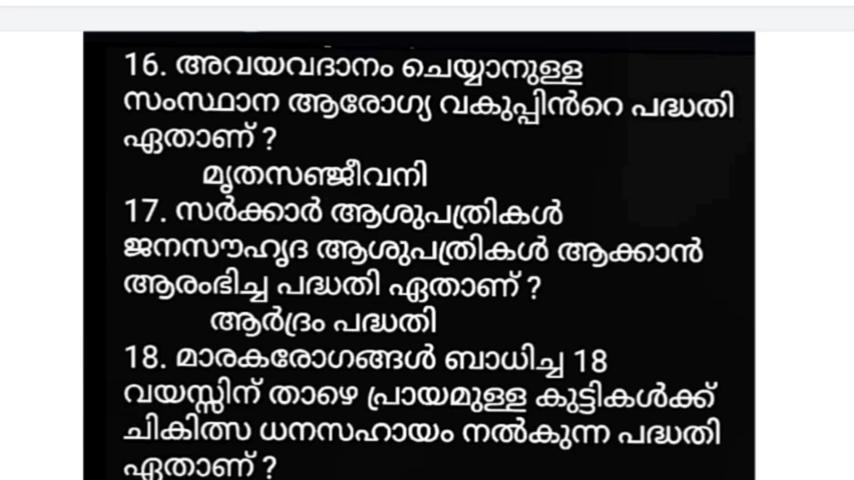 16. അവയവദാനം ചെയ്യാനുള്ള
സംസ്ഥാന ആരോഗ്യ വകുപ്പിൻറെ പദ്ധതി
ഏതാണ് ?
മൃതസഞ്ജീവനി
17. സർക്കാർ ആശുപത്രികൾ
ജനസൗഹൃദ ആശുപത്രികൾ ആക്കാൻ
ആരംഭിച്ച പദ്ധതി ഏതാണ് ?
ആർദ്രം പദ്ധതി
18. മാരകരോഗങ്ങൾ ബാധിച്ച 18
വയസ്സിന് താഴെ പ്രായമുള്ള കുട്ടികൾക്ക്
ചികിത്സ ധനസഹായം നൽകുന്ന പദ്ധതി
ഏതാണ് ?